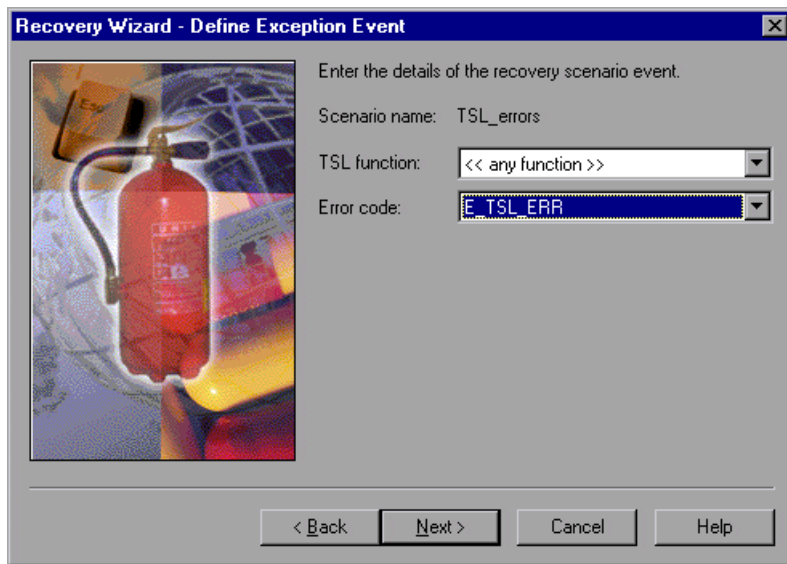 Recovery Wizard - Define Exception Event
Enter the details of the recovery scenario event.
Scenario name: TSL_errors
TSL function: << any function >>
Error code: E_TSL_ERR
Esc
< Back Next > Cancel Help